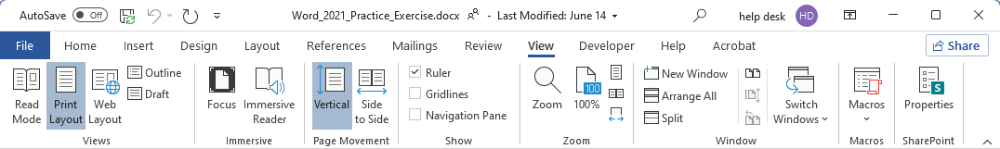 AutoSave Off Word_2021_Practice_Exercise.docx - Last Modified: June 14 help desk HD
File Home Insert Design Layout References Mailings Review View Developer Help Acrobat Share
Read Mode
Print Layout
Web Layout
Outline
Draft
Views
Focus
Immersive Reader
Immersive
Vertical
Side to Side
Page Movement
Ruler
Gridlines
Navigation Pane
Show
Zoom
100
100%
Zoom
New Window
Arrange All
Split
Switch Windows
Window
Macros
Macros
S
Properties
SharePoint